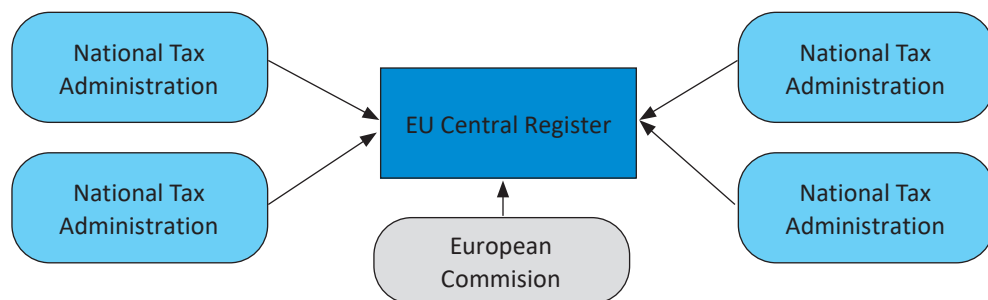 National Tax
Administration
National Tax
Administration
EU Central Register
National Tax
Administration
National Tax
Administration
European
Commision